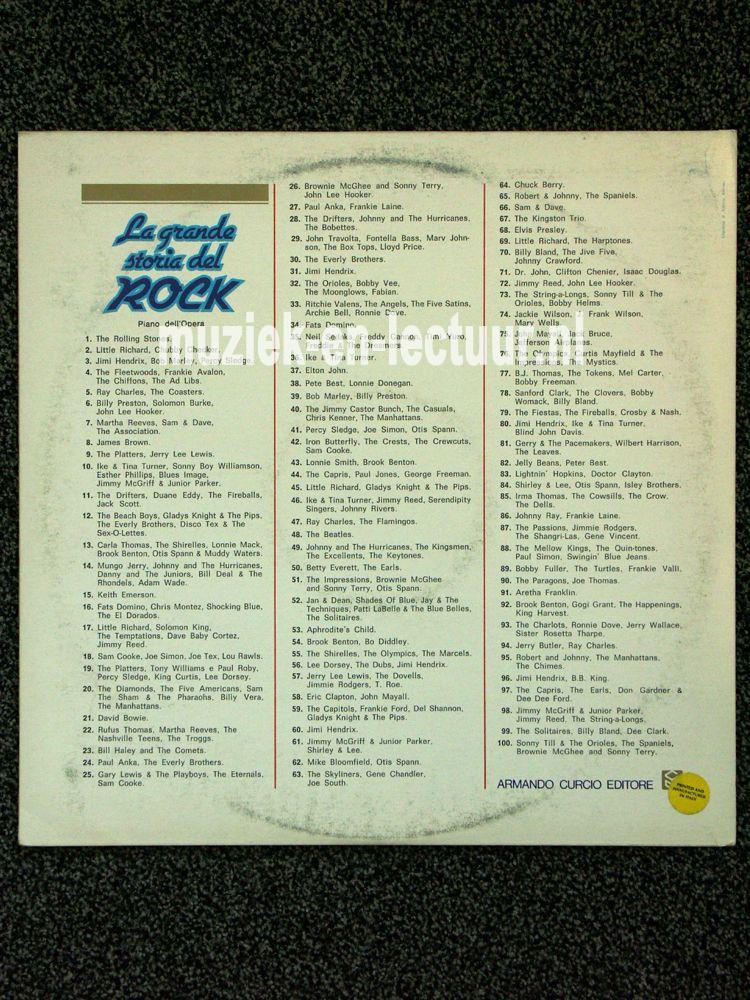 La grande
storia del
ROCK
Piano dell'Opera
1. The Rolling
2. Little Richard, Chubby Checker.
3. Jimi Hendrix, Bob Marley, Percy Sledge.
4. The Fleetwoods, Frankie Avalon,
The Chiffons, The Ad Libs.
5. Ray Charles, The Coasters.
6. Billy Preston, Solomon Burke,
John Lee Hooker.
7. Martha Reeves, Sam & Dave,
The Association.
8. James Brown.
9. The Platters, Jerry Lee Lewis.
10. Ike & Tina Turner, Sonny Boy Williamson,
Esther Phillips, Blues Image,
Jimmy McGriff & Junior Parker.
11. The Drifters, Duane Eddy, The Fireballs,
Jack Scott.
12. The Beach Boys, Gladys Knight & The Pips.
The Everly Brothers, Disco Tex & The
Sex-O-Lettes.
13. Carla Thomas, The Shirelles, Lonnie Mack,
Brook Benton, Otis Spann & Muddy Waters.
14. Mungo Jerry, Johnny and The Hurricanes,
Danny and The Juniors, Bill Deal & The
Rhondels, Adam Wade.
15. Keith Emerson.
16. Fats Domino, Chris Montez, Shocking Blue,
The El Dorados.
17. Little Richard, Solomon King,
The Temptations, Dave Baby Cortez,
Jimmy Reed.
18. Sam Cooke, Joe Simon, Joe Tex, Lou Rawls.
19. The Platters, Tony Williams e Paul Roby,
Percy Sledge, King Curtis, Lee Dorsey.
20. The Diamonds, The Five Americans, Sam
The Sham & The Pharaohs, Billy Vera,
The Manhattans.
21. David Bowie.
22. Rufus Thomas, Martha Reeves, The
Nashville Teens, The Troggs.
23. Bill Haley and The Comets.
24. Paul Anka, The Everly Brothers.
25. Gary Lewis & The Playboys, The Eternals,
Sam Cooke.
26. Brownie McGhee and Sonny Terry,
John Lee Hooker.
27. Paul Anka, Frankie Laine.
28. The Drifters, Johnny and The Hurricanes,
The Bobettes.
29. John Travolta, Fontella Bass, Marv John-
son, The Box Tops, Lloyd Price.
30. The Everly Brothers.
31. Jimi Hendrix.
32. The Orioles, Bobby Vee,
The Moonglows, Fabian.
33. Ritchie Valens, The Angels, The Five Satins,
Archie Bell, Ronnie Dove.
34. Fats Domino.
35. Neil Freddy Cannon, Timi Yuro,
Freddie & The Dreamers.
36. Ike & Tina Turner.
37. Elton John.
38. Pete Best, Lonnie Donegan.
39. Bob Marley, Billy Preston.
40. The Jimmy Castor Bunch, The Casuals,
Chris Kenner, The Manhattans.
41. Percy Sledge, Joe Simon, Otis Spann.
42. Iron Butterfly, The Crests, The Crewcuts,
Sam Cooke.
43. Lonnie Smith, Brook Benton.
44. The Capris, Paul Jones, George Freeman.
45. Little Richard, Gladys Knight & The Pips.
46. Ike & Tina Turner, Jimmy Reed, Serendipity
Singers, Johnny Rivers.
47. Ray Charles, The Flamingos.
48. The Beatles.
49. Johnny and The Hurricanes, The Kingsmen,
The Excellents, The Keytones.
50. Betty Everett, The Earls.
51. The Impressions, Brownie McGhee
and Sonny Terry, Otis Spann.
52. Jan & Dean, Shades Of Blue, Jay & The
Techniques, Patti LaBelle & The Blue Belles,
The Solitaires.
53. Aphrodite's Child.
54. Brook Benton, Bo Diddley.
55. The Shirelles, The Olympics, The Marcels.
56. Lee Dorsey, The Dubs, Jimi Hendrix.
57. Jerry Lee Lewis, The Dovells,
Jimmie Rodgers, T. Roe.
58. Eric Clapton, John Mayall.
59. The Capitols, Frankie Ford, Del Shannon,
Gladys Knight & The Pips.
60. Jimi Hendrix.
61. Jimmy McGriff & Junior Parker,
Shirley & Lee.
62. Mike Bloomfield, Otis Spann.
63. The Skyliners, Gene Chandler,
Joe South.
64. Chuck Berry.
65. Robert & Johnny, The Spaniels.
66. Sam & Dave.
67. The Kingston Trio.
68. Elvis Presley.
69. Little Richard, The Harptones.
70. Billy Bland, The Jive Five,
Johnny Crawford.
71. Dr. John, Clifton Chenier, Isaac Douglas.
72. Jimmy Reed, John Lee Hooker.
73. The String-a-Longs, Sonny Till & The
Orioles, Bobby Helms.
74. Jackie Wilson, J. Frank Wilson,
Mary Wells.
75. John Mayall, Jack Bruce,
76. The Curtis Mayfield & The
Impressions, The Mystics.
77. B.J. Thomas, The Tokens, Mel Carter,
Bobby Freeman.
78. Sanford Clark, The Clovers, Bobby
Womack, Billy Bland.
79. The Fiestas, The Fireballs, Crosby & Nash.
80. Jimi Hendrix, Ike & Tina Turner,
Blind John Davis.
81. Gerry & The Pacemakers, Wilbert Harrison,
The Leaves.
82. Jelly Beans, Peter Best.
83. Lightnin' Hopkins, Doctor Clayton.
84. Shirley & Lee, Otis Spann, Isley Brothers.
85. Irma Thomas, The Cowsills, The Crow,
The Dells.
86. Johnny Ray, Frankie Laine.
87. The Passions, Jimmie Rodgers,
The Shangri-Las, Gene Vincent.
88. The Mellow Kings, The Quin-tones,
Paul Simon, Swingin' Blue Jeans.
89. Bobby Fuller, The Turtles, Frankie Valli.
90. The Paragons, Joe Thomas.
91. Aretha Franklin.
92. Brook Benton, Gogi Grant, The Happenings,
King Harvest.
93. The Charlots, Ronnie Dove, Jerry Wallace,
Sister Rosetta Tharpe.
94. Jerry Butler, Ray Charles.
95. Robert and Johnny, The Manhattans,
The Chimes.
96. Jimi Hendrix, B.B. King.
97. The Capris, The Earls, Don Gardner &
Dee Dee Ford.
98. Jimmy McGriff & Junior Parker,
Jimmy Reed, The String-a-Longs.
99. The Solitaires, Billy Bland, Dee Clark.
100. Sonny Till & The Orioles, The Spaniels,
Brownie McGhee and Sonny Terry.
ARMANDO CURCIO EDITORE
PRINTED AND
MANUFACTURED
IN ITALY
muziek-en-lectuur.nl